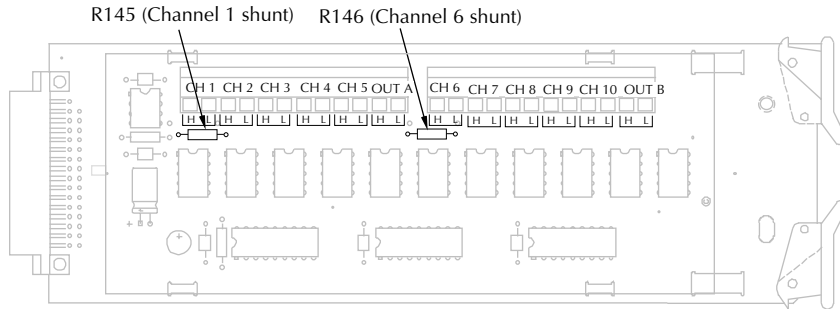 R145 (Channel 1 shunt) R146 (Channel 6 shunt)
CH 1 CH 2 CH 3 CH 4 CH 5 OUT A CH 6 CH 7 CH 8 CH 9 CH 10 OUT B
H L H L H L H L H L H L H L H L H L H L H L H L